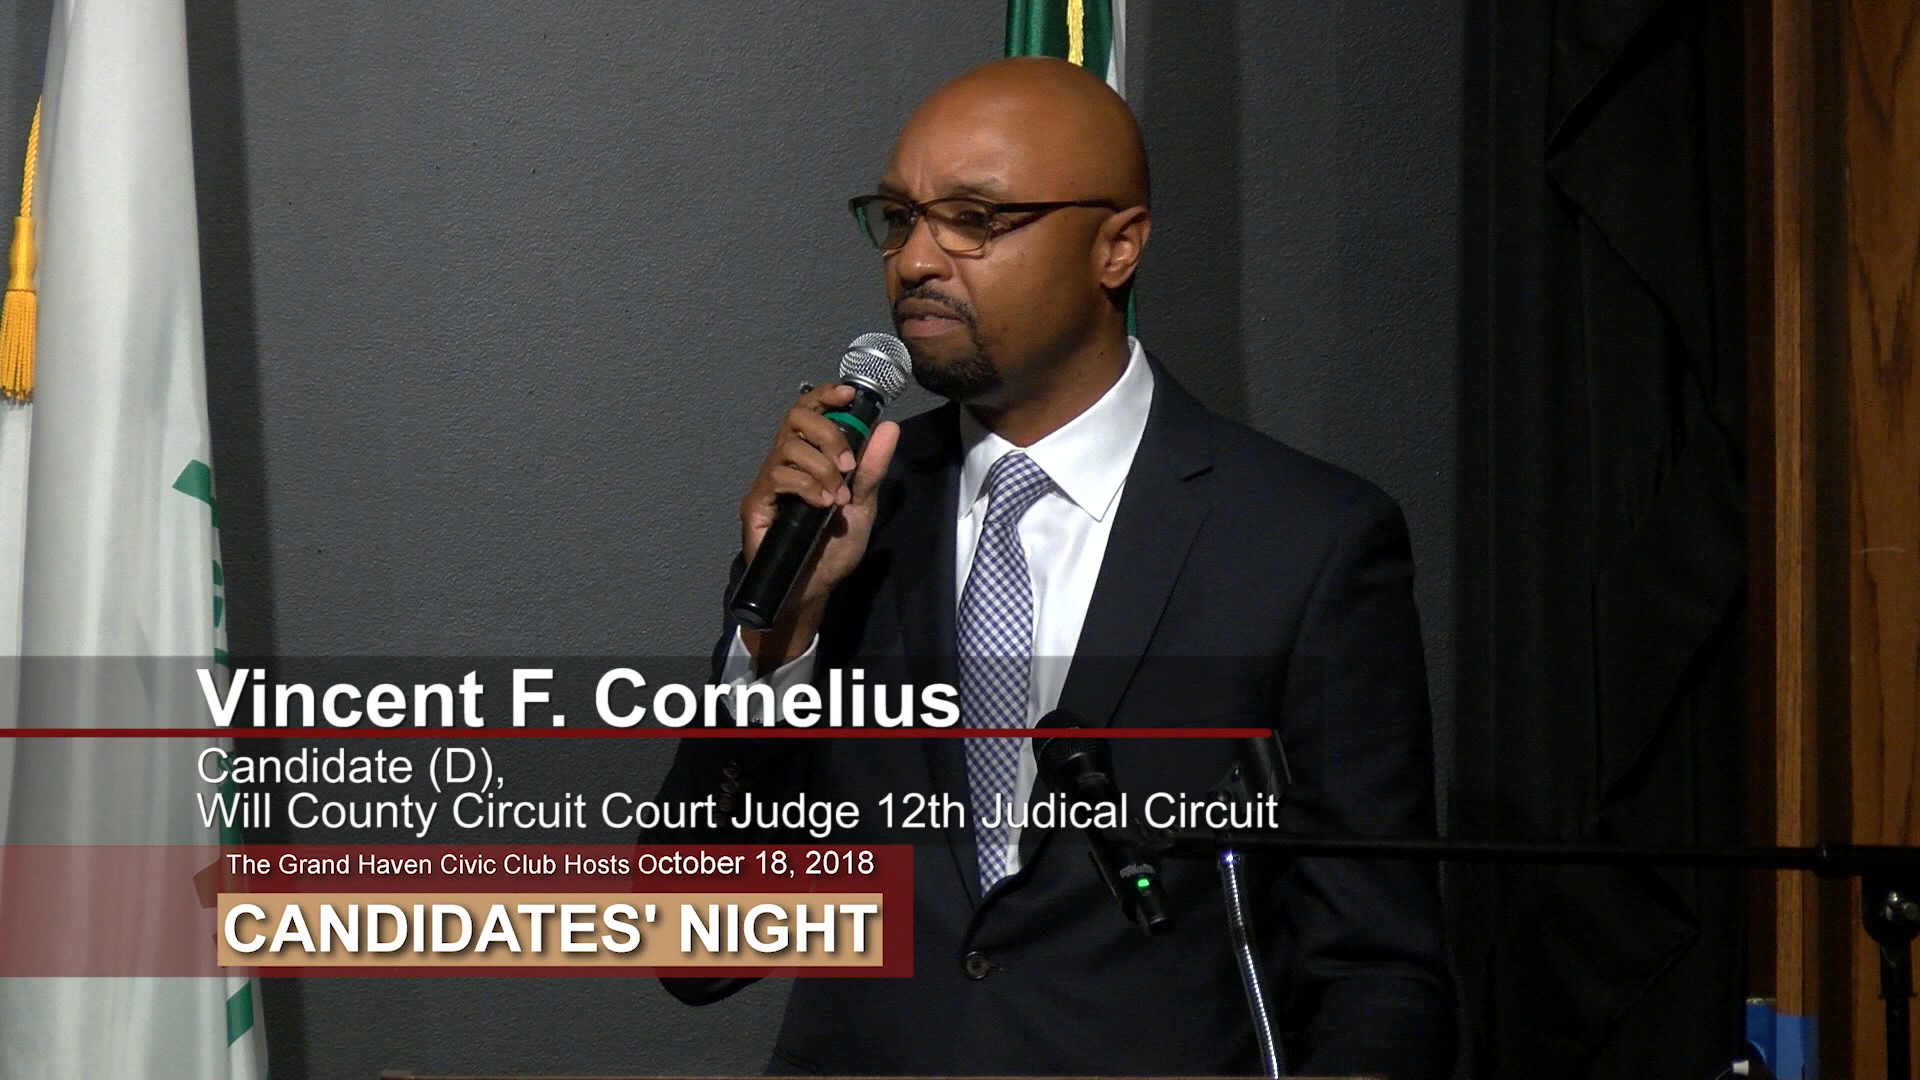 Vincent F. Cornelius
Candidate (D),
Will County Circuit Court Judge 12th Judical Circuit
The Grand Haven Civic Club Hosts October 18, 2018
CANDIDATES' NIGHT